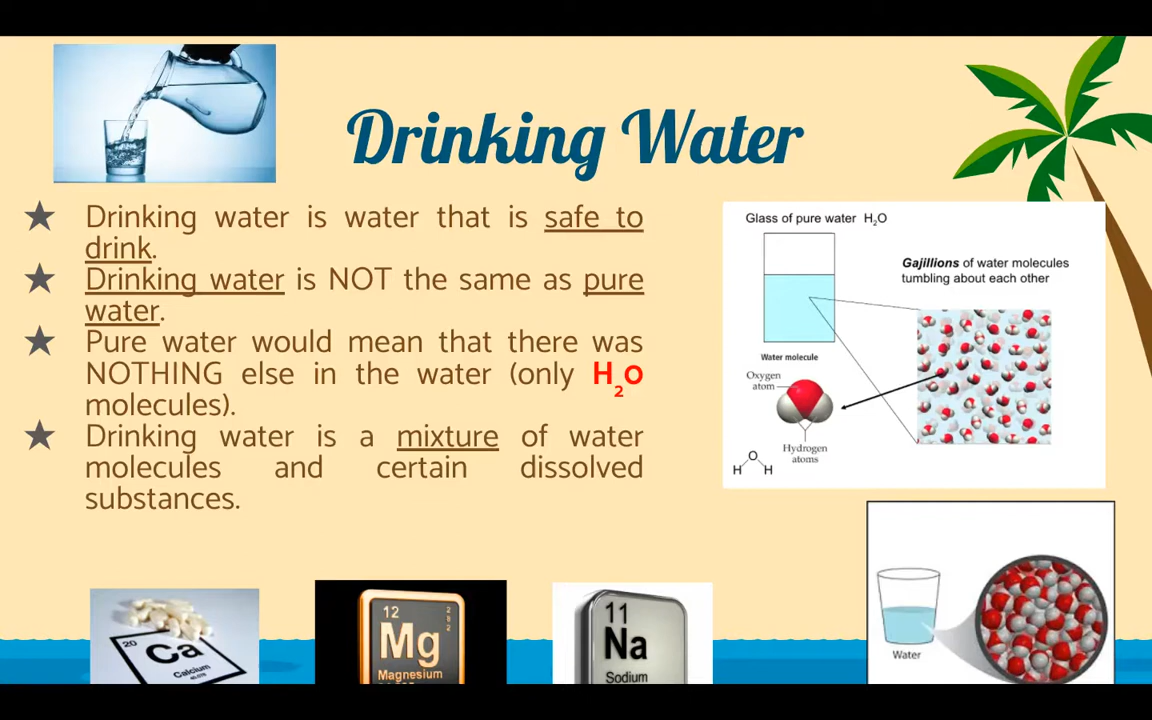 Drinking Water
★ Drinking water is water that is safe to
drink.
★ Drinking water is NOT the same as pure
water.
★ Pure water would mean that there was
NOTHING else in the water (only H₂O
molecules).
★ Drinking water is a mixture of water
molecules and certain dissolved
substances.
Glass of pure water H₂O
Gajillions of water molecules
tumbling about each other
Water molecule
Oxygen
atom
Hydrogen
atoms
O
H H
Water
20
Ca
Calcium
12
2
8
2
Mg
Magnesium
11
Na
Sodium